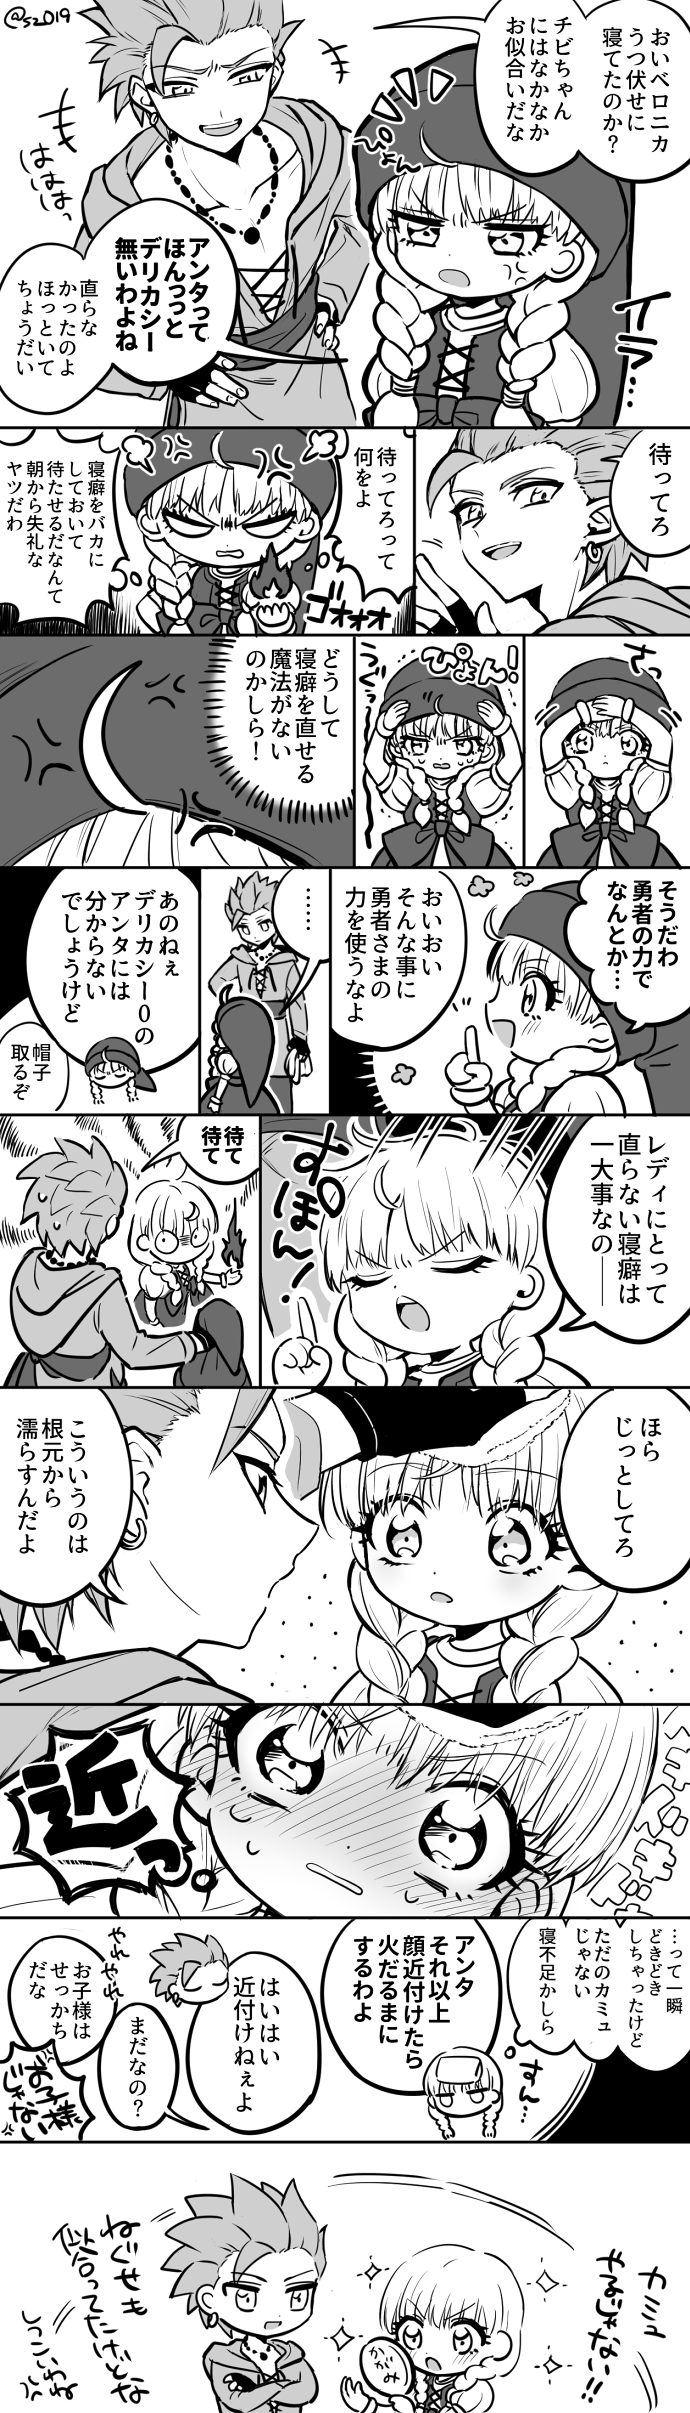 @s2019
おいベロニカ
うつ伏せに
寝てたのか?
チビちゃん
にはなかなか
お似合いだな
ぴょん
はははっ
アンタって
ほんっっと
デリカシー
無いわよね
直らな
かったのよ
ほっといて
ちょうだい
イラ…
待ってろ
待ってろって
何をよ
寝癖をバカに
しておいて
待たせるだなんて
朝から失礼な
ヤツだわ
ゴォォォ
さっ
ぴょん!
うぐっ
どうして
寝癖を直せる
魔法がない
のかしら!
そうだわ
勇者の力で
なんとか…
おいおい
そんな事に
勇者さまの
力を使うなよ
……
あのねぇ
デリカシー0の
アンタには
分からない
でしょうけど
帽子
取るぞ
レディにとって
直らない寝癖は
一大事なの──
すぽん!
待て
待て
ほら
じっとしてろ
こういうのは
根元から
濡らすんだよ
近っ
…って一瞬
どきどき
しちゃったけど
ただのカミュ
じゃない
寝不足かしら
すん…
アンタ
それ以上
顔近付けたら
火だるまに
するわよ
はいはい
近付けねぇよ
まだなの?
やれやれ
お子様は
せっかち
だな
お子様
じゃない
カミュ
やるじゃない!!
かがみ
ねぐせも
似合ってたけどな
しつこいわね